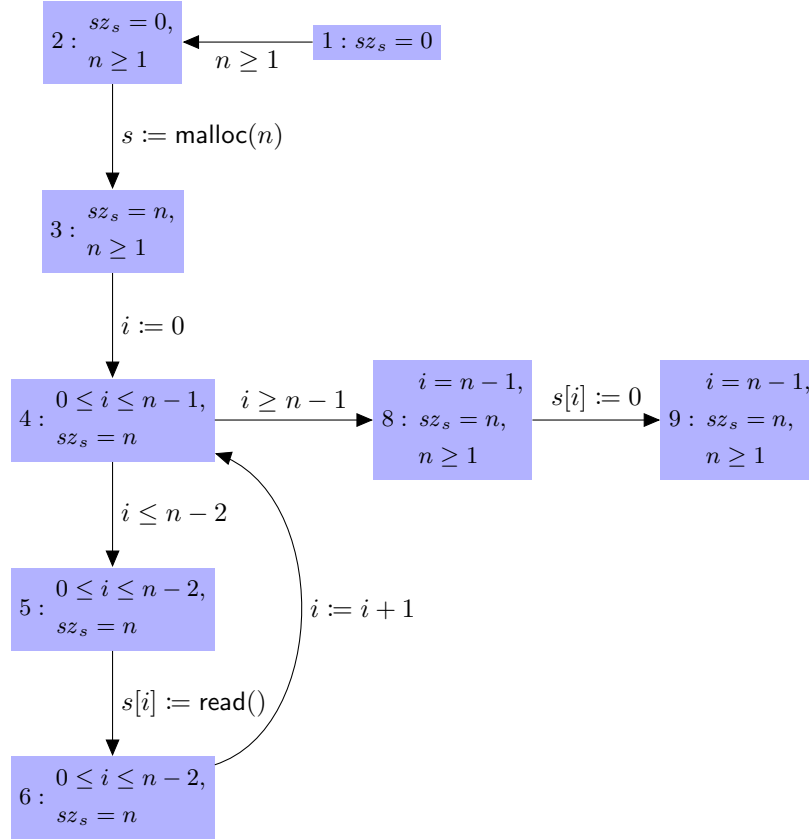 2 : sz_s = 0,
n ≥ 1
n ≥ 1
1 : sz_s = 0
s := malloc(n)
3 : sz_s = n,
n ≥ 1
i := 0
4 : 0 ≤ i ≤ n − 1,
sz_s = n
i ≥ n − 1
8 : i = n − 1,
sz_s = n,
n ≥ 1
s[i] := 0
9 : i = n − 1,
sz_s = n,
n ≥ 1
i ≤ n − 2
5 : 0 ≤ i ≤ n − 2,
sz_s = n
i := i + 1
s[i] := read()
6 : 0 ≤ i ≤ n − 2,
sz_s = n